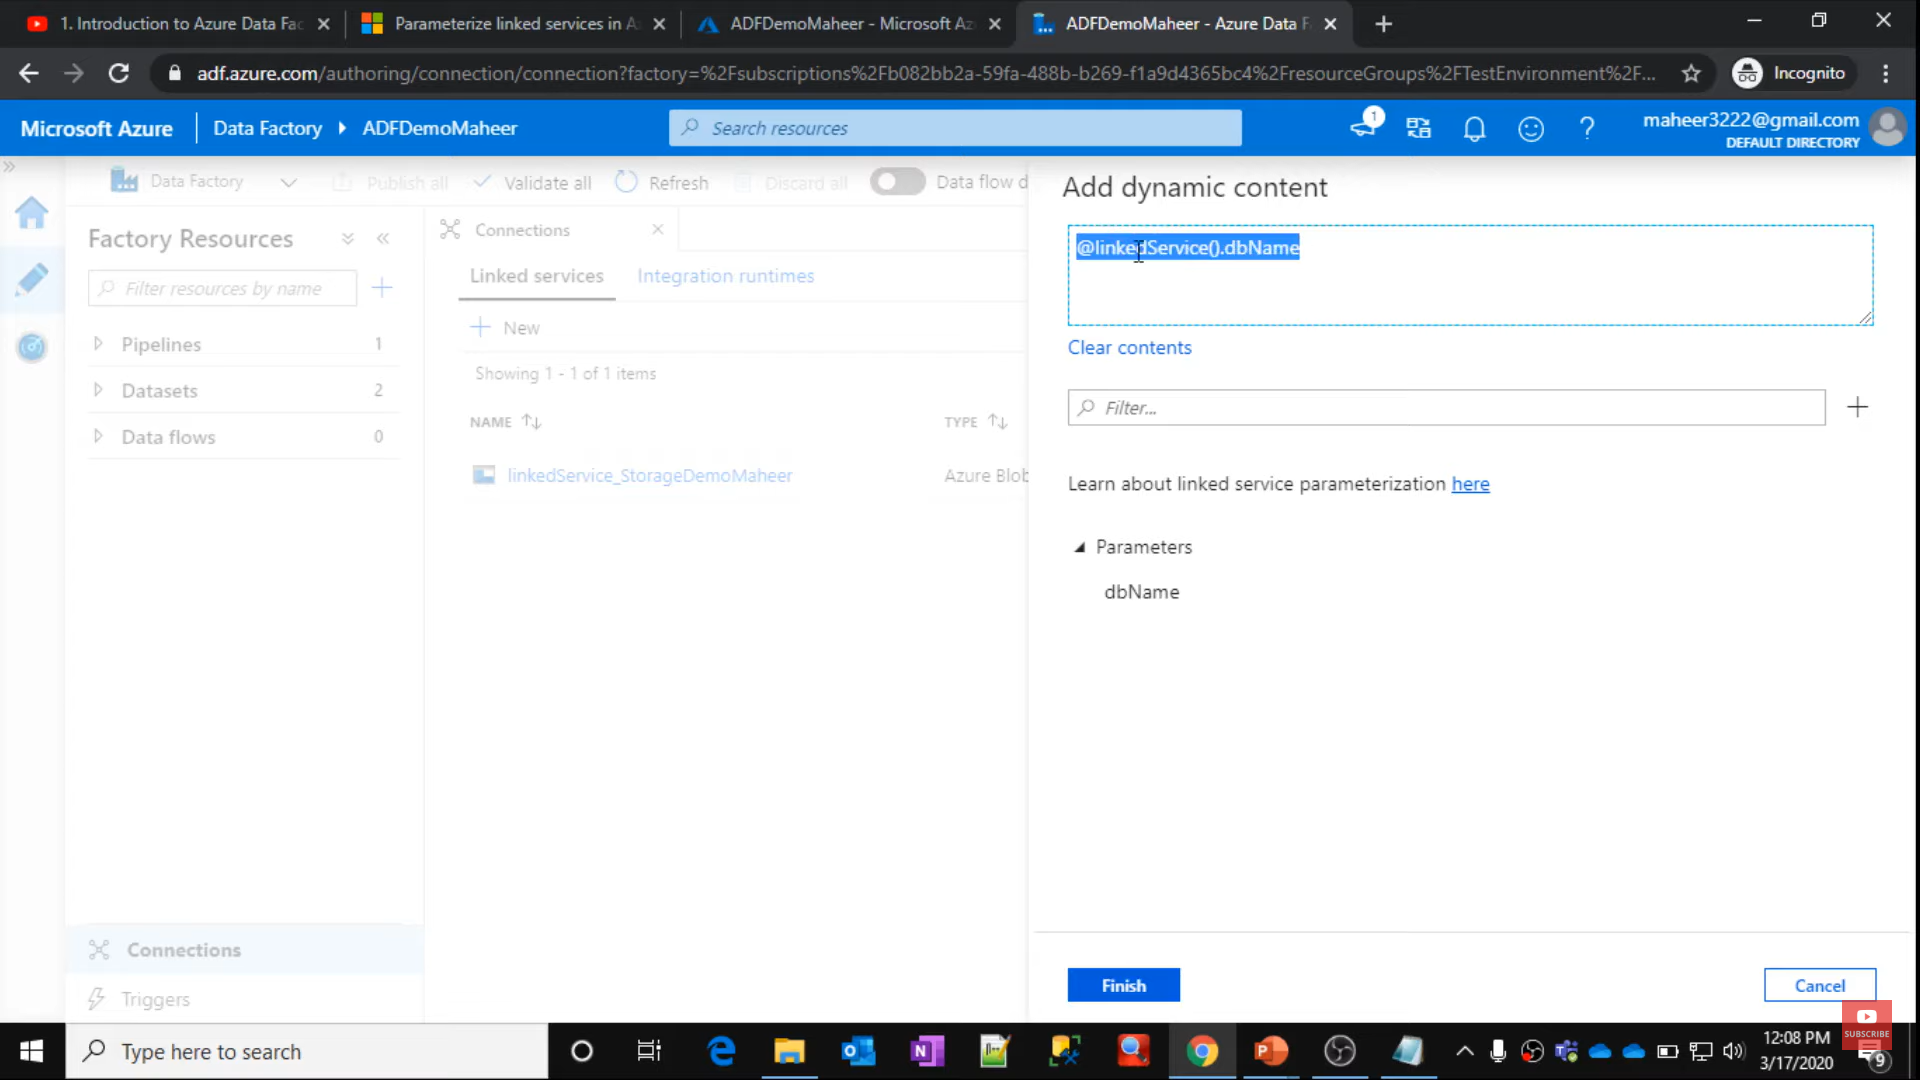 1. Introduction to Azure Data Fac
Parameterize linked services in A
ADFDemoMaheer - Microsoft Az
ADFDemoMaheer - Azure Data F
adf.azure.com/authoring/connection/connection?factory=%2Fsubscriptions%2Fb082bb2a-59fa-488b-b269-f1a9d4365bc4%2FresourceGroups%2FTestEnvironment%2F...
Incognito
Microsoft Azure
Data Factory
ADFDemoMaheer
Search resources
1
maheer3222@gmail.com
DEFAULT DIRECTORY
Data Factory
Publish all
Validate all
Refresh
Discard all
Data flow d
Factory Resources
Filter resources by name
Pipelines 1
Datasets 2
Data flows 0
Connections
Triggers
Connections
Linked services
Integration runtimes
New
Showing 1 - 1 of 1 items
NAME
TYPE
linkedService_StorageDemoMaheer
Azure Blob
Add dynamic content
@linkedService().dbName
Clear contents
Filter...
Learn about linked service parameterization here
Parameters
dbName
Finish
Cancel
SUBSCRIBE
Type here to search
12:08 PM
3/17/2020
9